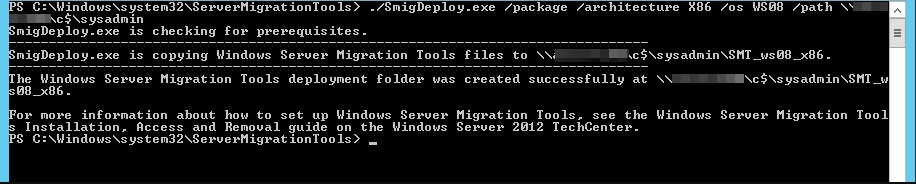 PS C:\Windows\system32\ServerMigrationTools> ./SmigDeploy.exe /package /architecture X86 /os WS08 /path \\
c$\sysadmin
SmigDeploy.exe is checking for prerequisites.
SmigDeploy.exe is copying Windows Server Migration Tools files to \\ \c$\sysadmin\SMT_ws08_x86.
The Windows Server Migration Tools deployment folder was created successfully at \\ \c$\sysadmin\SMT_w
s08_x86.
For more information about how to set up Windows Server Migration Tools, see the Windows Server Migration Tool
s Installation, Access and Removal guide on the Windows Server 2012 TechCenter.
PS C:\Windows\system32\ServerMigrationTools> _